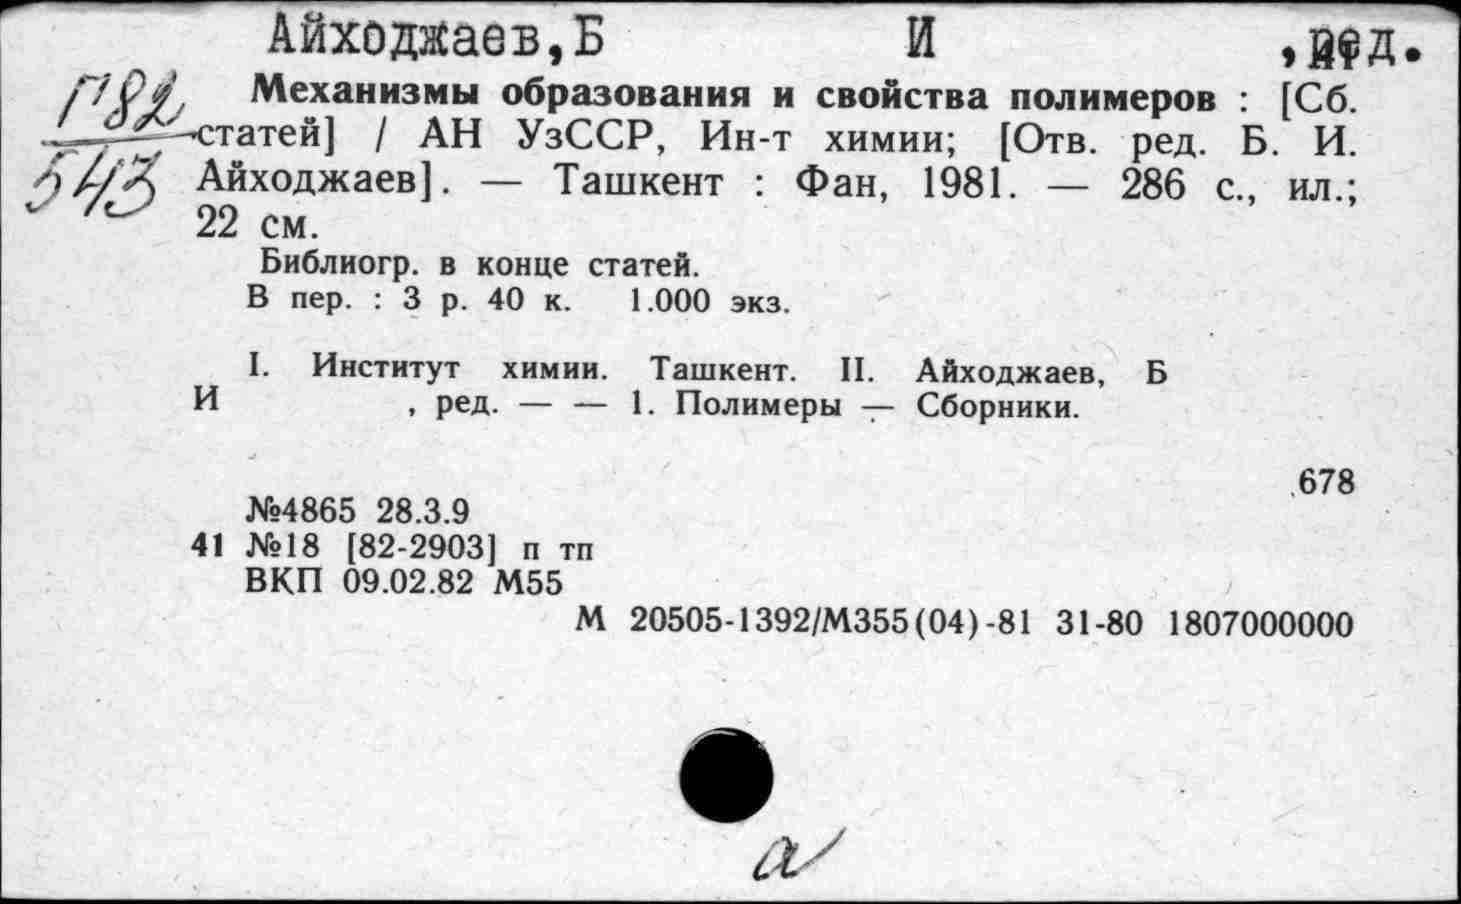 Айходжаев,Б И ,ред.
Г82
543
Механизмы образования и свойства полимеров : [Сб.
статей] / АН УзССР, Ин-т химии; [Отв. ред. Б. И.
Айходжаев]. — Ташкент : Фан, 1981. — 286 с., ил.;
22 см.
Библиогр. в конце статей.
В пер. : 3 р. 40 к. 1.000 экз.
I. Институт химии. Ташкент. II. Айходжаев, Б
И , ред. — — 1. Полимеры — Сборники.
678
№4865 28.3.9
41 №18 [82-2903] п тп
ВКП 09.02.82 М55
М 20505-1392/М355(04)-81 31-80 1807000000
а